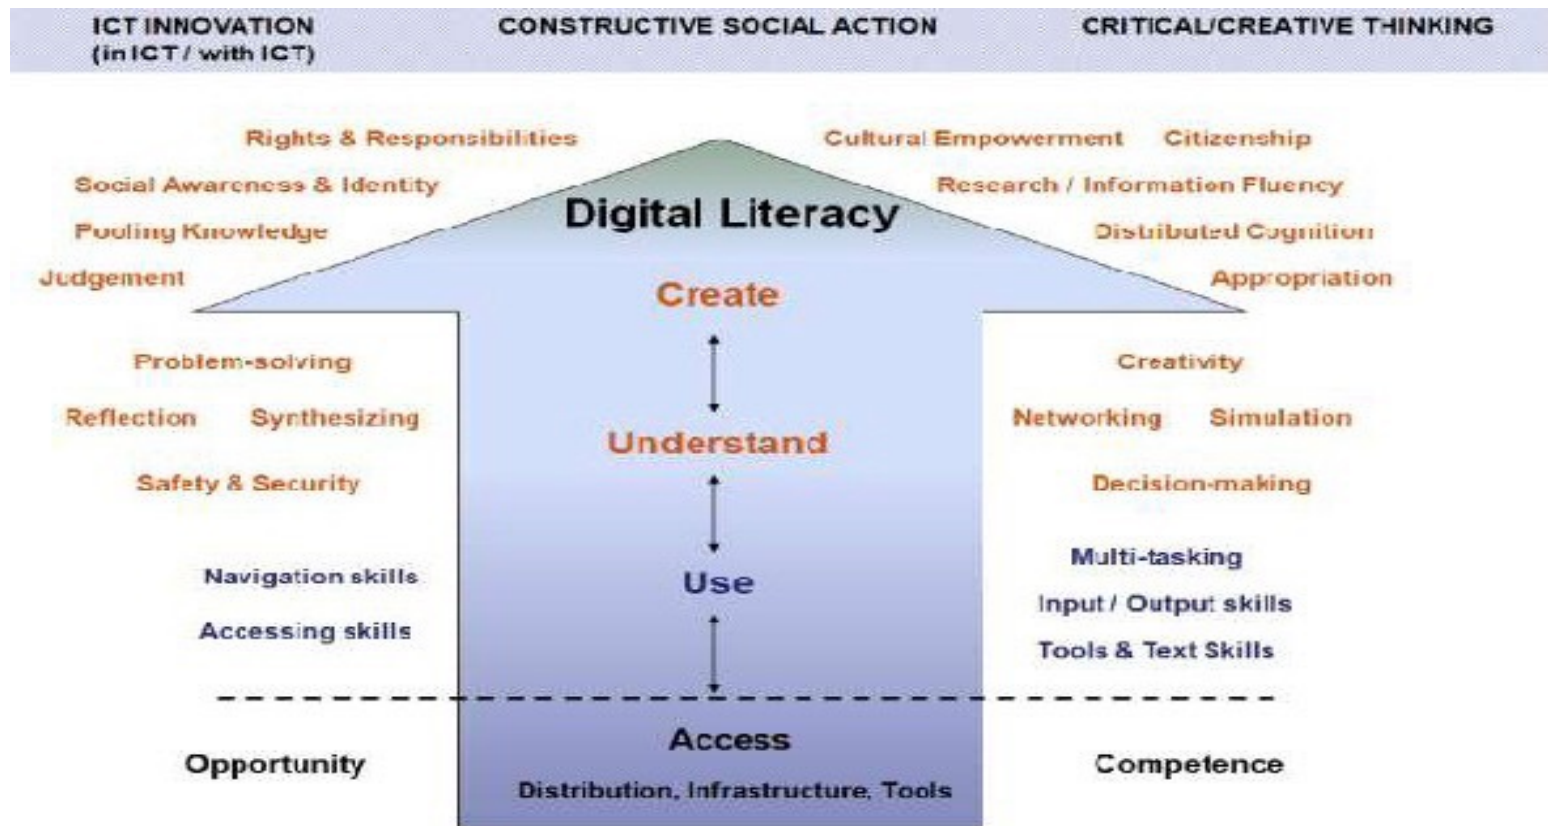 ICT INNOVATION
(in ICT / with ICT)
CONSTRUCTIVE SOCIAL ACTION
CRITICAL/CREATIVE THINKING
Rights & Responsibilities
Cultural Empowerment
Citizenship
Social Awareness & Identity
Research / Information Fluency
Digital Literacy
Pooling Knowledge
Distributed Cognition
Judgement
Appropriation
Create
Problem-solving
Creativity
Reflection
Synthesizing
Networking
Simulation
Understand
Safety & Security
Decision-making
Navigation skills
Use
Multi-tasking
Input / Output skills
Accessing skills
Tools & Text Skills
Access
Opportunity
Competence
Distribution, Infrastructure, Tools